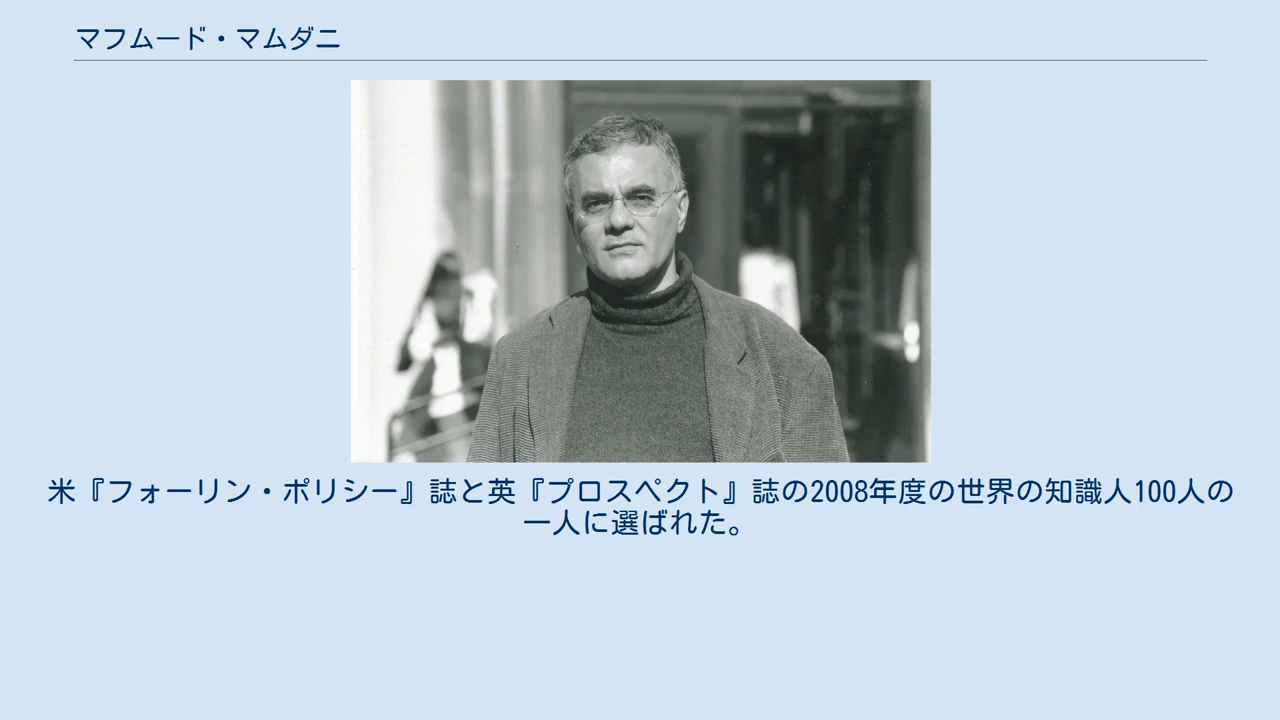 マフムード・マムダニ
米『フォーリン・ポリシー』誌と英『プロスペクト』誌の2008年度の世界の知識人100人の
一人に選ばれた。